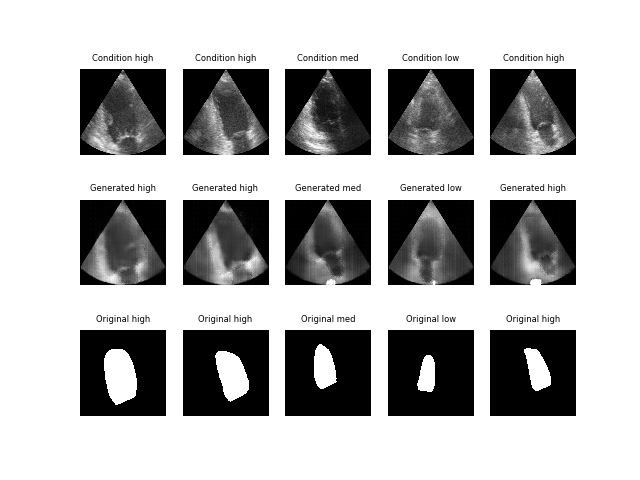 Condition high Condition high Condition med Condition low Condition high
Generated high Generated high Generated med Generated low Generated high
Original high Original high Original med Original low Original high